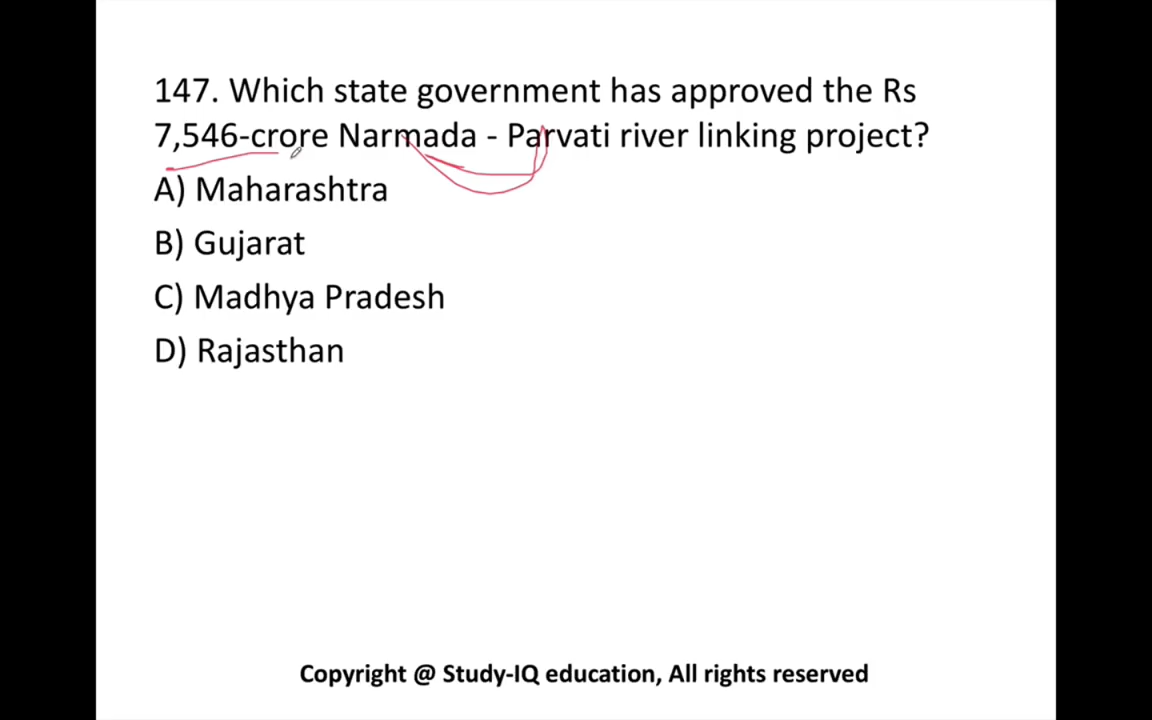 147. Which state government has approved the Rs
7,546-crore Narmada - Parvati river linking project?
A) Maharashtra
B) Gujarat
C) Madhya Pradesh
D) Rajasthan
Copyright @ Study-IQ education, All rights reserved